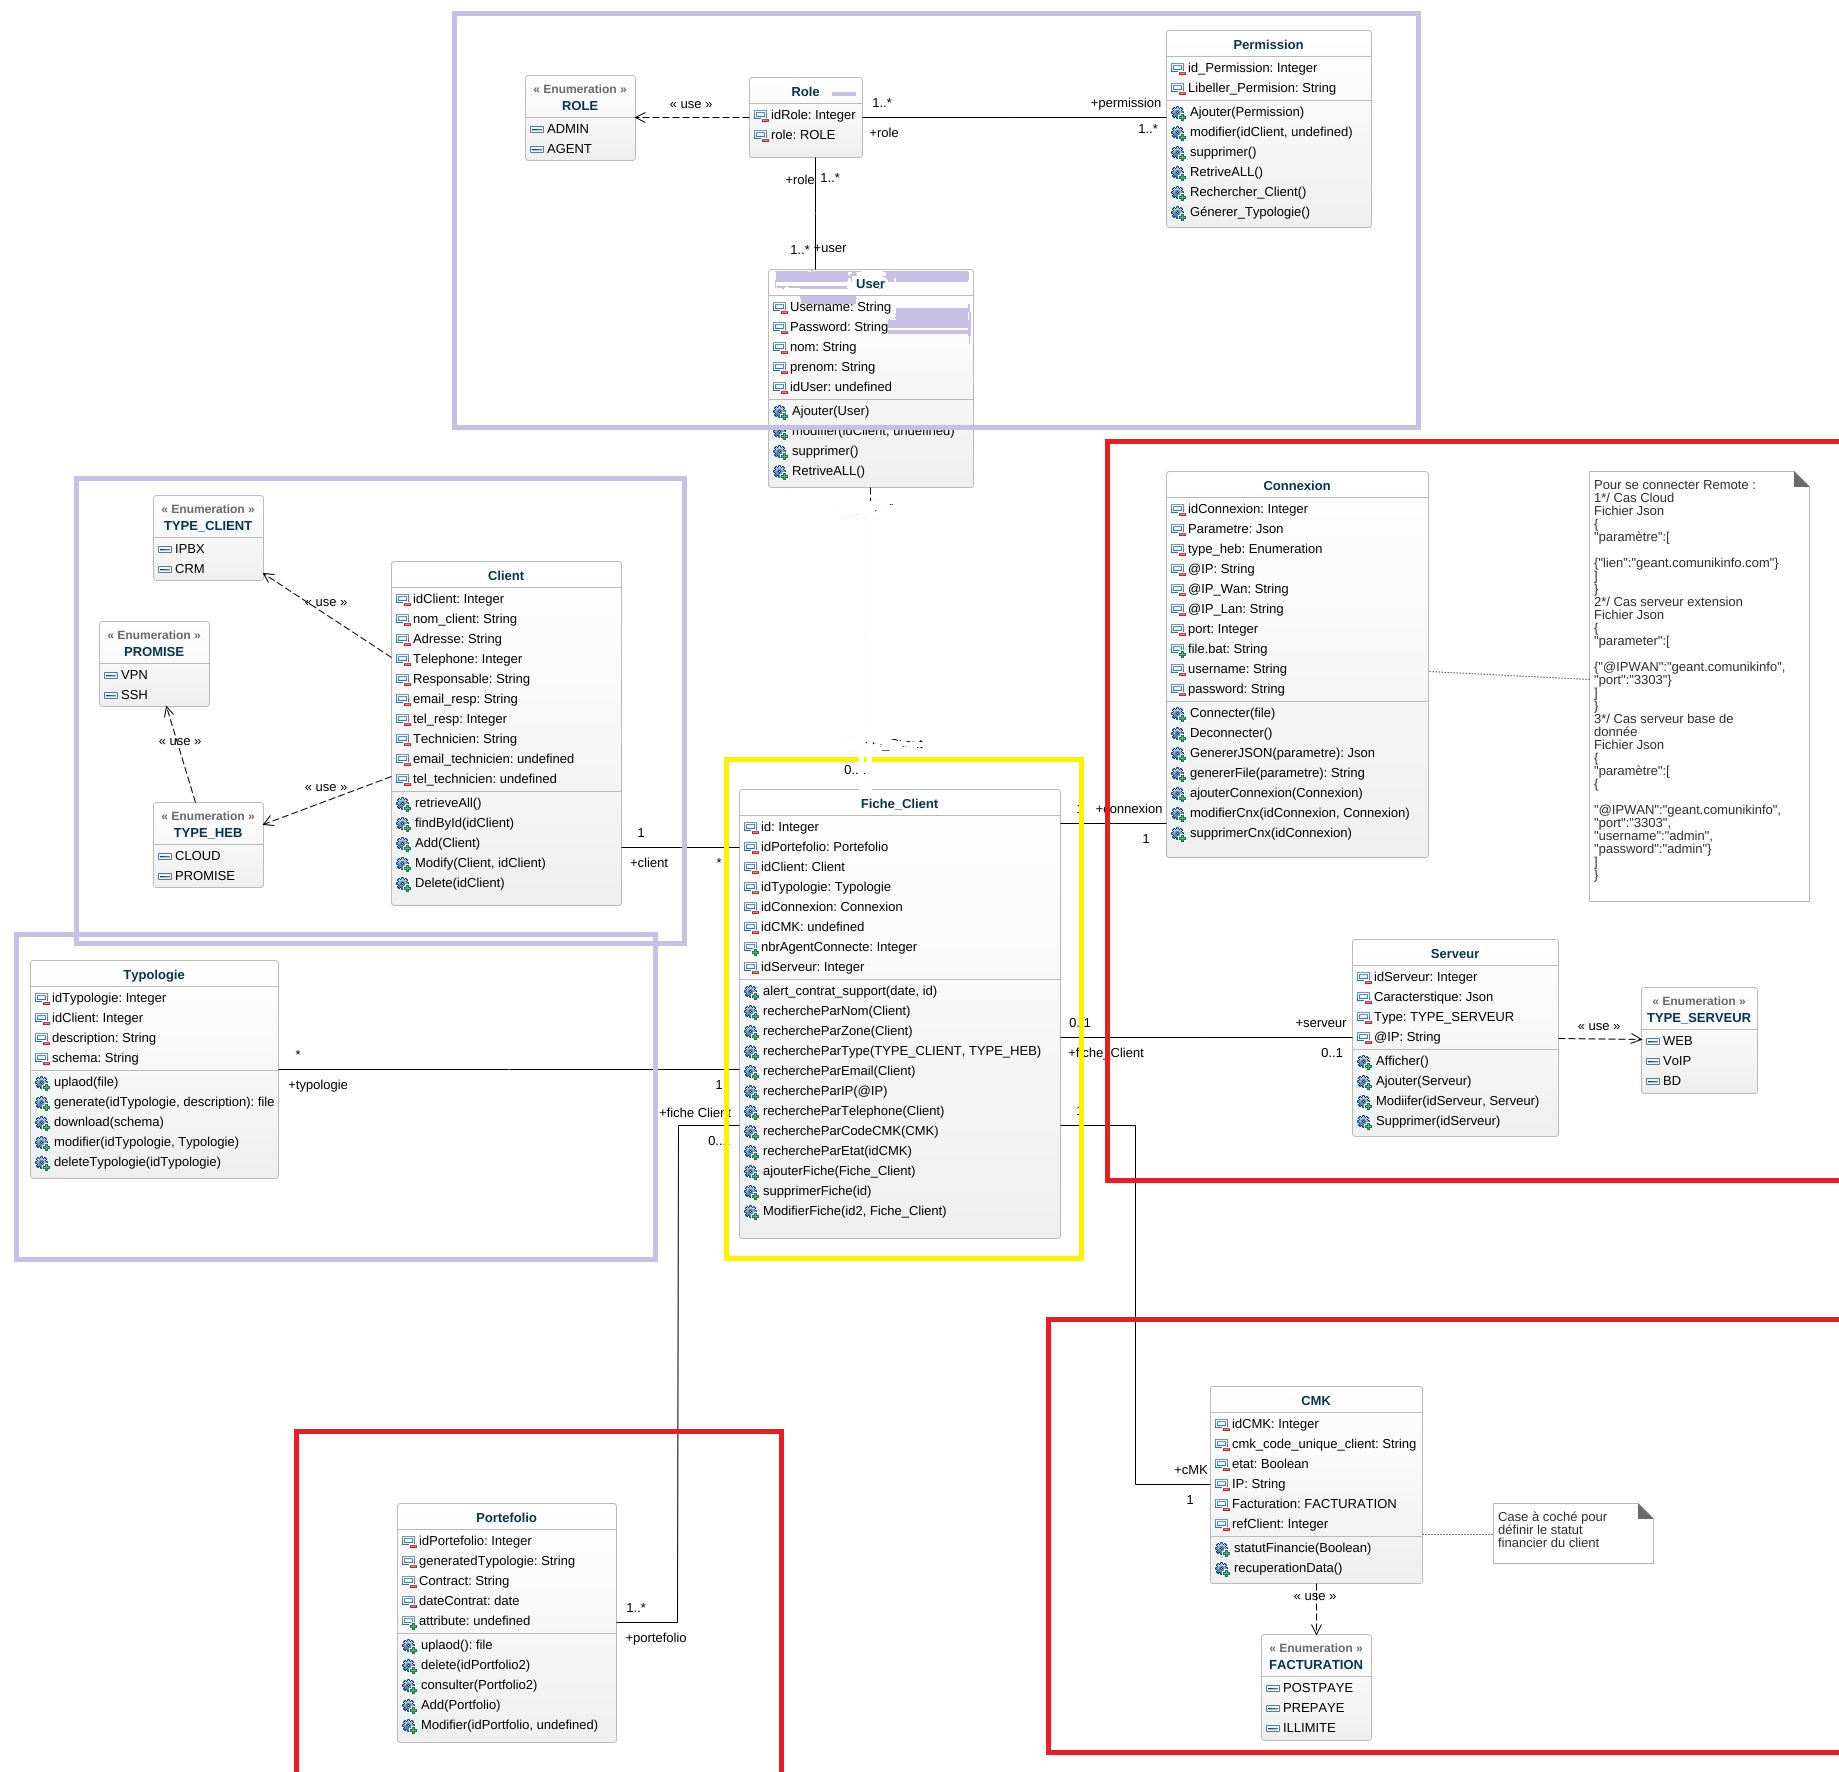 « Enumeration »
ROLE
ADMIN
AGENT
« use »
Role
idRole: Integer
role: ROLE
1..*
+role
+permission
1..*
Permission
id_Permission: Integer
Libeller_Permision: String
Ajouter(Permission)
modifier(idClient, undefined)
supprimer()
RetriveALL()
Rechercher_Client()
Génerer_Typologie()
+role
1..*
1..*
+user
User
Username: String
Password: String
nom: String
prenom: String
idUser: undefined
Ajouter(User)
modifier(idClient, undefined)
supprimer()
RetriveALL()
« Enumeration »
TYPE_CLIENT
IPBX
CRM
« use »
« Enumeration »
PROMISE
VPN
SSH
« use »
« Enumeration »
TYPE_HEB
CLOUD
PROMISE
« use »
Client
idClient: Integer
nom_client: String
Adresse: String
Telephone: Integer
Responsable: String
email_resp: String
tel_resp: Integer
Technicien: String
email_technicien: undefined
tel_technicien: undefined
retrieveAll()
findById(idClient)
Add(Client)
Modify(Client, idClient)
Delete(idClient)
1
+client
*
Fiche_Client
id: Integer
idPortefolio: Portefolio
idClient: Client
idTypologie: Typologie
idConnexion: Connexion
idCMK: undefined
nbrAgentConnecte: Integer
idServeur: Integer
alert_contrat_support(date, id)
rechercheParNom(Client)
rechercheParZone(Client)
rechercheParType(TYPE_CLIENT, TYPE_HEB)
rechercheParEmail(Client)
rechercheParIP(@IP)
rechercheParTelephone(Client)
rechercheParCodeCMK(CMK)
rechercheParEtat(idCMK)
ajouterFiche(Fiche_Client)
supprimerFiche(id)
ModifierFiche(id2, Fiche_Client)
1
+connexion
1
Connexion
idConnexion: Integer
Parametre: Json
type_heb: Enumeration
@IP: String
@IP_Wan: String
@IP_Lan: String
port: Integer
file.bat: String
username: String
password: String
Connecter(file)
Deconnecter()
GenererJSON(parametre): Json
genererFile(parametre): String
ajouterConnexion(Connexion)
modifierCnx(idConnexion, Connexion)
supprimerCnx(idConnexion)
Pour se connecter Remote :
1*/ Cas Cloud
Fichier Json
{
"paramètre":[
{"lien":"geant.comunikinfo.com"}
]
}
2*/ Cas serveur extension
Fichier Json
{
"parameter":[
{"@IPWAN":"geant.comunikinfo",
"port":"3303"}
]
}
3*/ Cas serveur base de
donnée
Fichier Json
{
"paramètre":[
{
"@IPWAN":"geant.comunikinfo",
"port":"3303",
"username":"admin",
"password":"admin"}
]
}
Typologie
idTypologie: Integer
idClient: Integer
description: String
schema: String
uplaod(file)
generate(idTypologie, description): file
download(schema)
modifier(idTypologie, Typologie)
deleteTypologie(idTypologie)
*
+typologie
1
0..1
+fiche_Client
+serveur
0..1
Serveur
idServeur: Integer
Caracterstique: Json
Type: TYPE_SERVEUR
@IP: String
Afficher()
Ajouter(Serveur)
Modiifer(idServeur, Serveur)
Supprimer(idServeur)
« use »
« Enumeration »
TYPE_SERVEUR
WEB
VoIP
BD
+fiche Client
1
+cMK
1
CMK
idCMK: Integer
cmk_code_unique_client: String
etat: Boolean
IP: String
Facturation: FACTURATION
refClient: Integer
statutFinancie(Boolean)
recuperationData()
Case à coché pour
définir le statut
financier du client
« use »
« Enumeration »
FACTURATION
POSTPAYE
PREPAYE
ILLIMITE
Portefolio
idPortefolio: Integer
generatedTypologie: String
Contract: String
dateContrat: date
attribute: undefined
uplaod(): file
delete(idPortfolio2)
consulter(Portfolio2)
Add(Portfolio)
Modifier(idPortfolio, undefined)
1..*
+portefolio